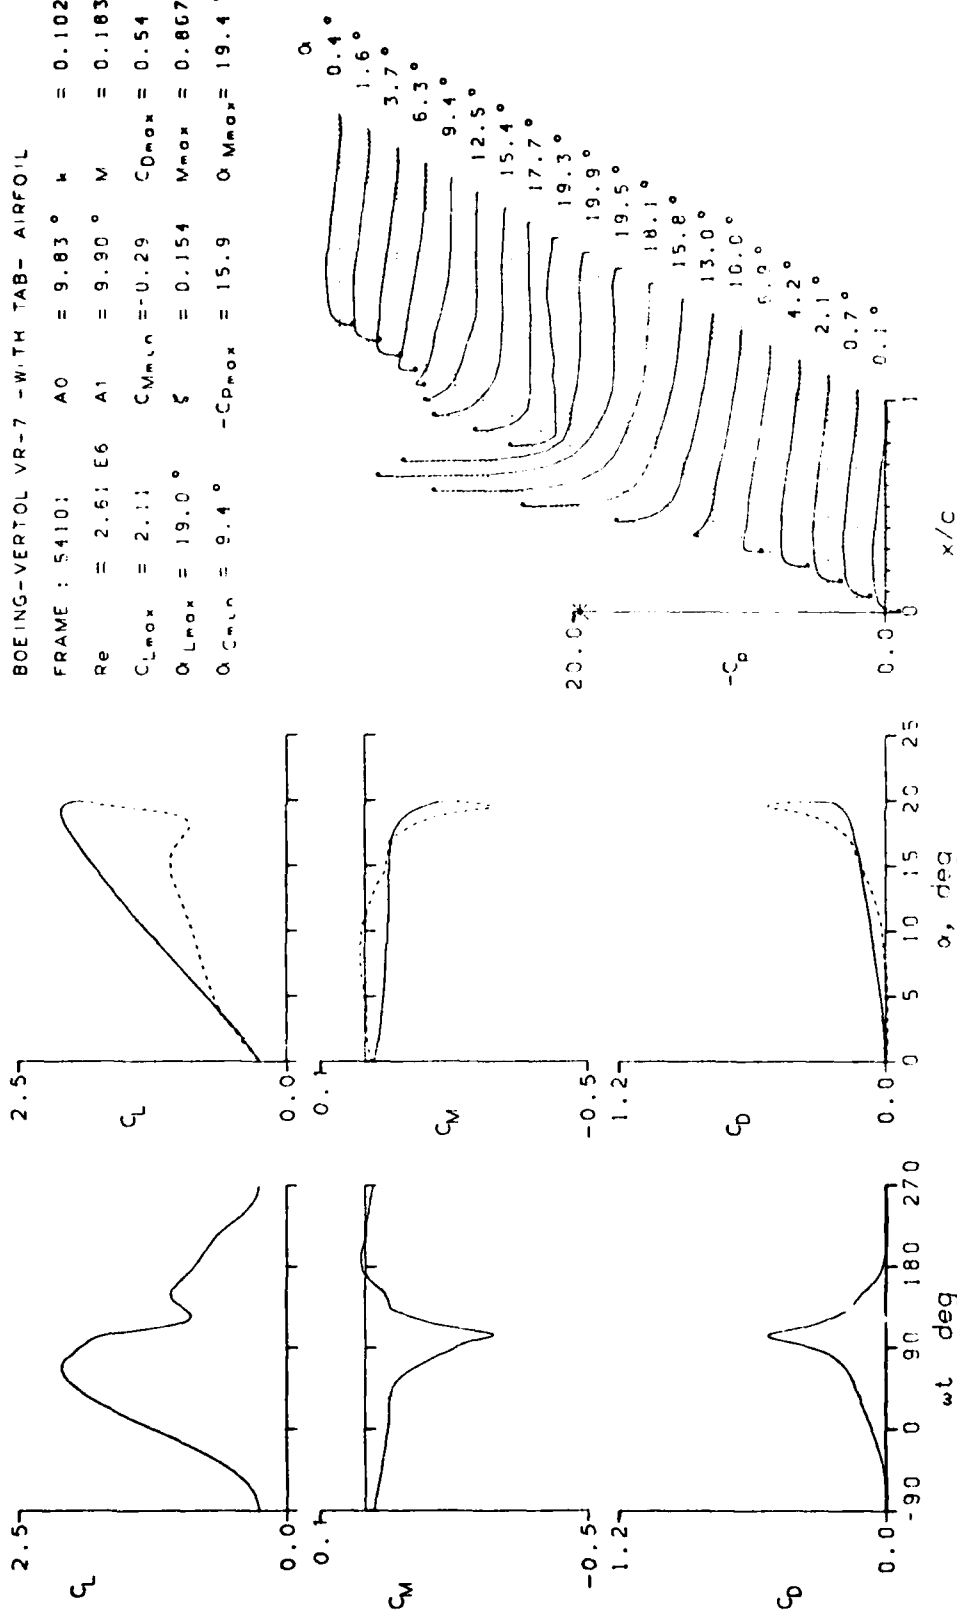 BOEING-VERTOL VR-7 -WITH TAB- AIRFOIL
FRAME : 54101 A0 = 9.83° k = 0.102
Re = 2.61 E6 A1 = 9.90° M = 0.183
CLmax = 2.11 CMmin =-0.29 CDmax = 0.54
αLmax = 19.0° ζ = 0.154 Mmax = 0.867
αCmin = 9.4° -CPmax = 15.9 αMmax = 19.4
2.5
CL
0.0
0.1
CM
-0.5
1.2
CD
0.0
-90 0 90 180 270
ωt deg
2.5
CL
0.0
0.1
CM
-0.5
1.2
CD
0.0
0 5 10 15 20 25
α, deg
α
0.4°
1.6°
3.7°
6.3°
9.4°
12.5°
15.4°
17.7°
19.3°
19.9°
19.5°
18.1°
15.8°
13.0°
10.0°
4.2°
2.1°
0.7°
0.1°
20.0
-Cp
0.0
0 1
x/c